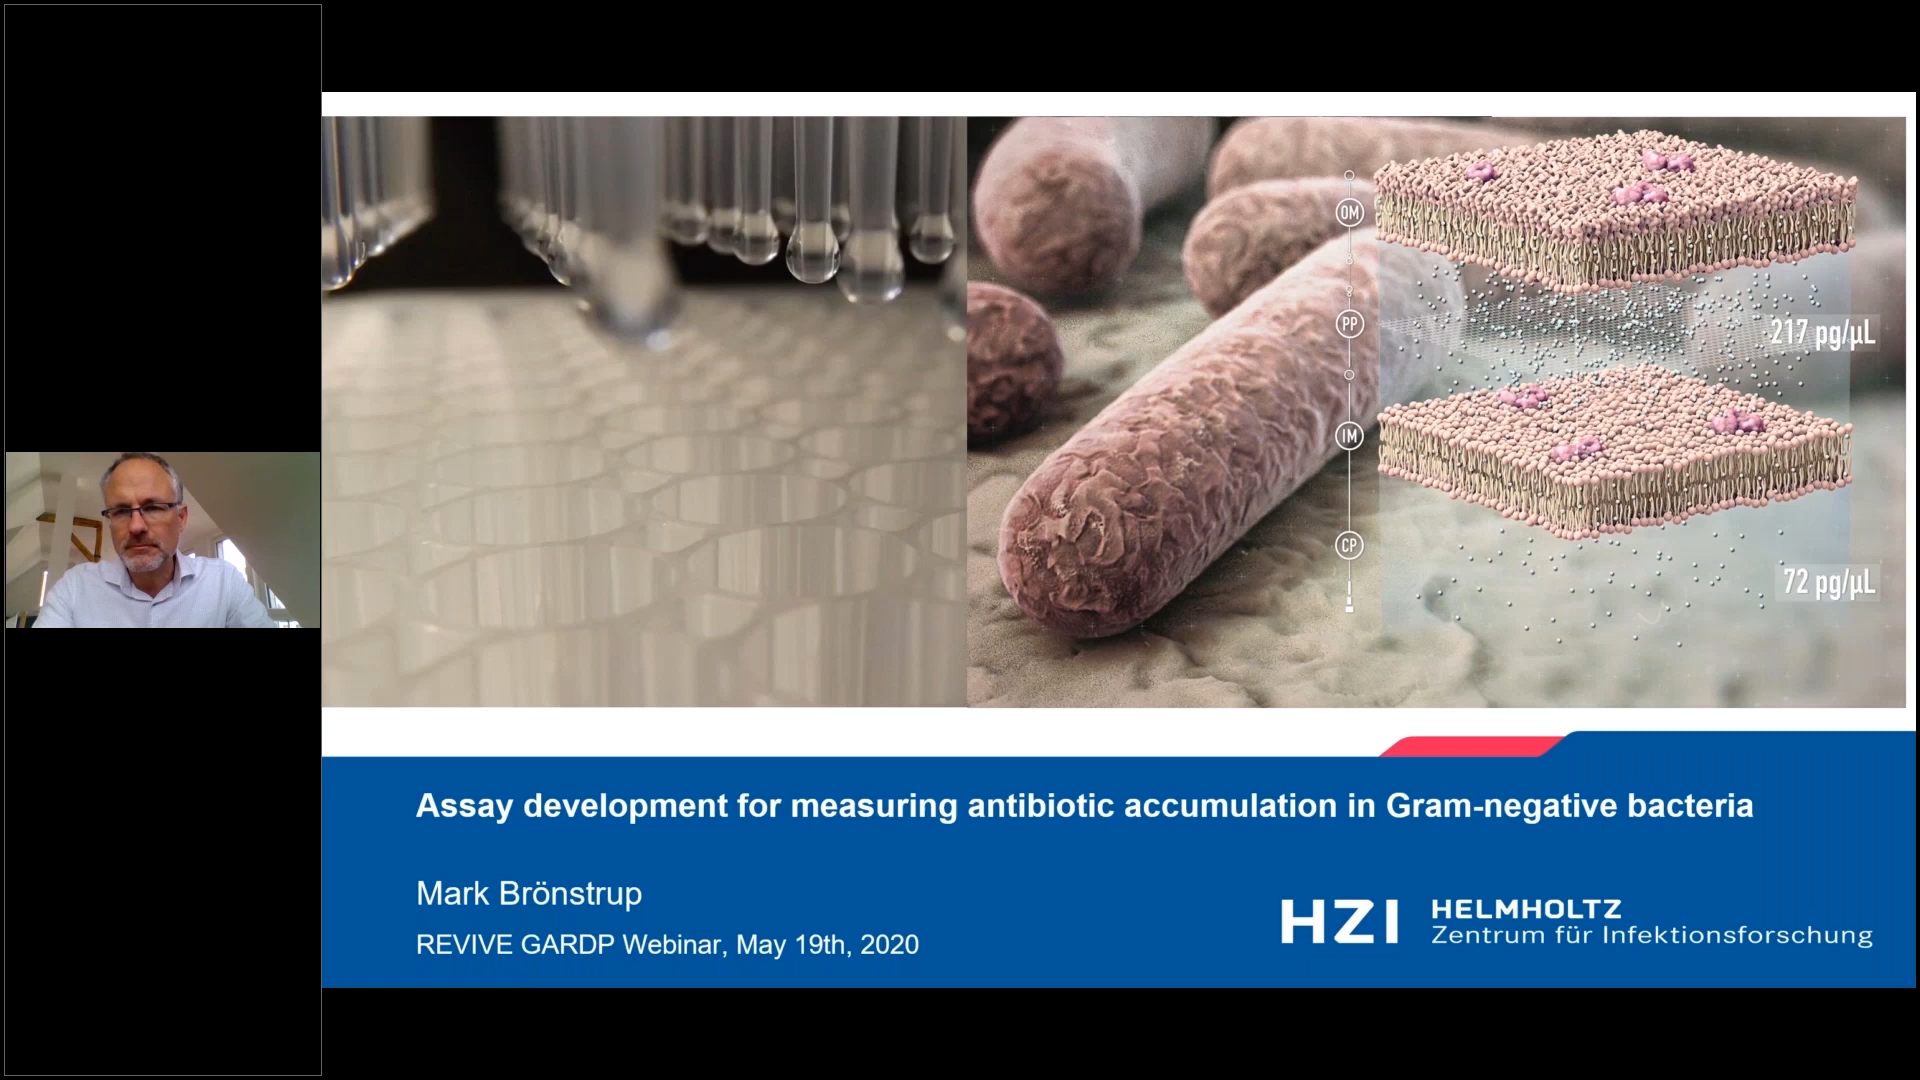 OM
PP
217 pg/µL
IM
CP
72 pg/µL
Assay development for measuring antibiotic accumulation in Gram-negative bacteria
Mark Brönstrup
REVIVE GARDP Webinar, May 19th, 2020
HZI
HELMHOLTZ
Zentrum für Infektionsforschung